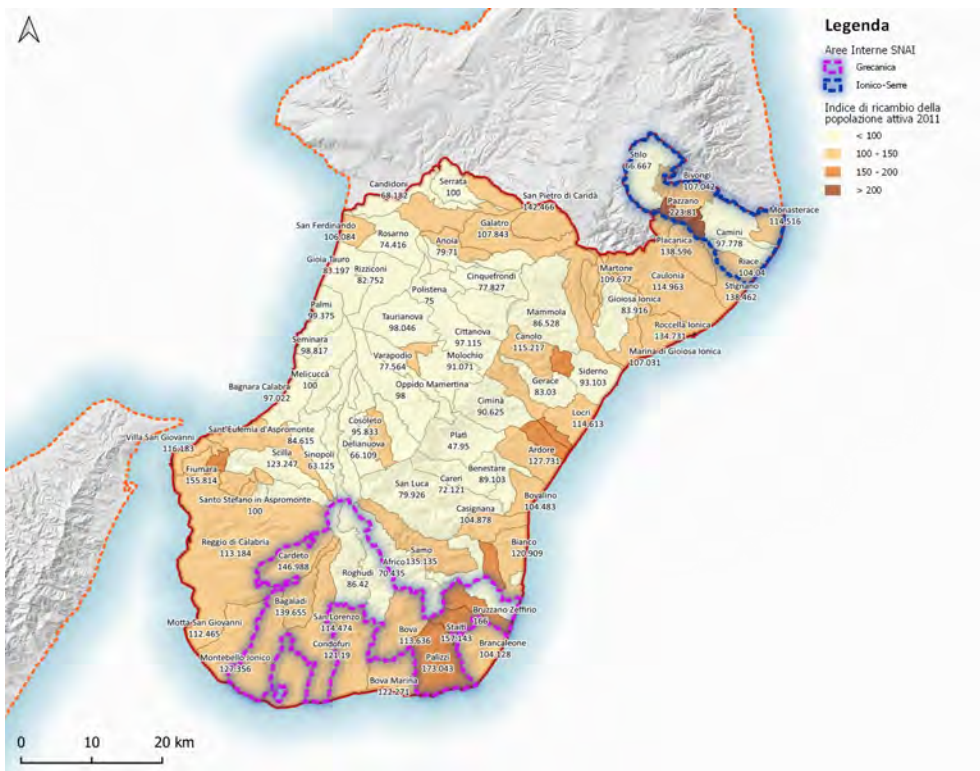 Legenda
Aree Interne SNAI
Grecanica
Ionico-Serre
Indice di ricambio della
popolazione attiva 2011
< 100
100 - 150
150 - 200
> 200
Stilo
66.667
Bivongi
107.042
Pazzano
223.81
Monasterace
114.516
Camini
97.778
Riace
104.04
Stignano
138.462
Placanica
138.596
Caulonia
114.963
Martone
109.677
Gioiosa Ionica
83.916
Roccella Ionica
134.731
Marina di Gioiosa Ionica
107.031
Serrata
100
Candidoni
68.182
San Pietro di Caridà
142.466
San Ferdinando
106.084
Rosarno
74.416
Galatro
107.843
Anoia
79.71
Gioia Tauro
83.197
Rizziconi
82.752
Cinquefrondi
77.827
Polistena
75
Palmi
99.375
Taurianova
98.046
Mammola
86.528
Cittanova
97.115
Canolo
115.217
Seminara
98.817
Varapodio
77.564
Molochio
91.071
Siderno
93.103
Gerace
83.03
Melicuccà
100
Oppido Mamertina
98
Bagnara Calabra
97.022
Ciminà
90.625
Locri
114.613
Cosoleto
95.833
Sant'Eufemia d'Aspromonte
84.615
Villa San Giovanni
116.183
Delianuova
66.109
Platì
47.95
Ardore
127.731
Scilla
123.247
Sinopoli
63.125
Fiumara
155.814
Benestare
89.103
Careri
72.121
San Luca
79.926
Santo Stefano in Aspromonte
100
Bovalino
104.483
Casignana
104.878
Reggio di Calabria
113.184
Bianco
120.909
Cardeto
146.988
Samo
135.135
Africo
70.435
Roghudi
86.42
Bagaladi
139.655
San Lorenzo
114.474
Bruzzano Zeffirio
166
Motta San Giovanni
112.465
Bova
113.636
Staiti
157.143
Condofuri
121.19
Brancaleone
104.128
Montebello Jonico
127.356
Palizzi
173.043
Bova Marina
122.271
0 10 20 km